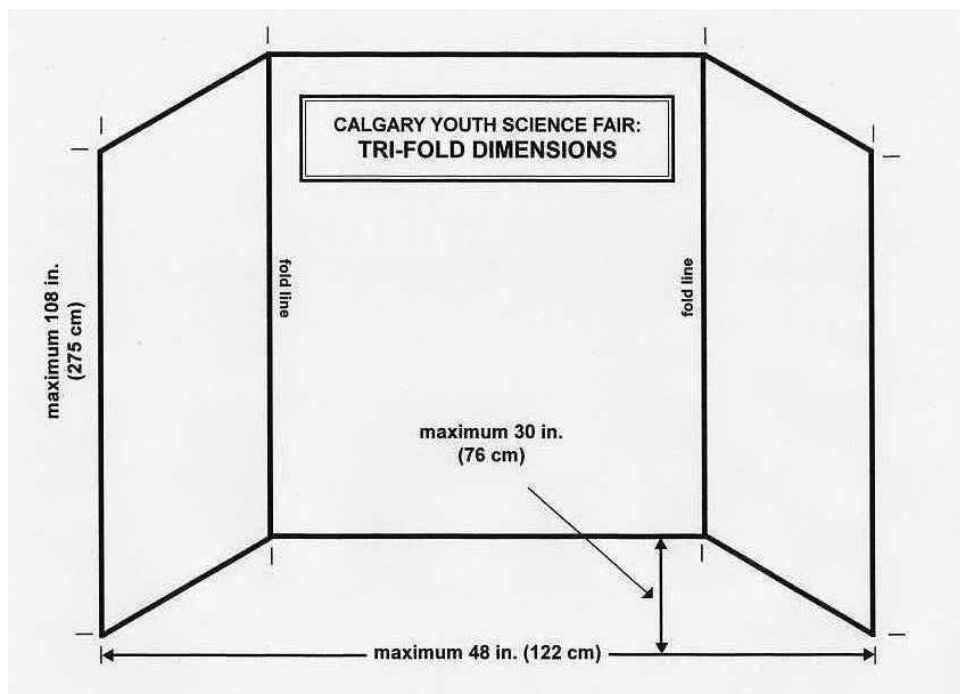 CALGARY YOUTH SCIENCE FAIR:
TRI-FOLD DIMENSIONS
fold line
fold line
maximum 108 in.
(275 cm)
maximum 30 in.
(76 cm)
maximum 48 in. (122 cm)